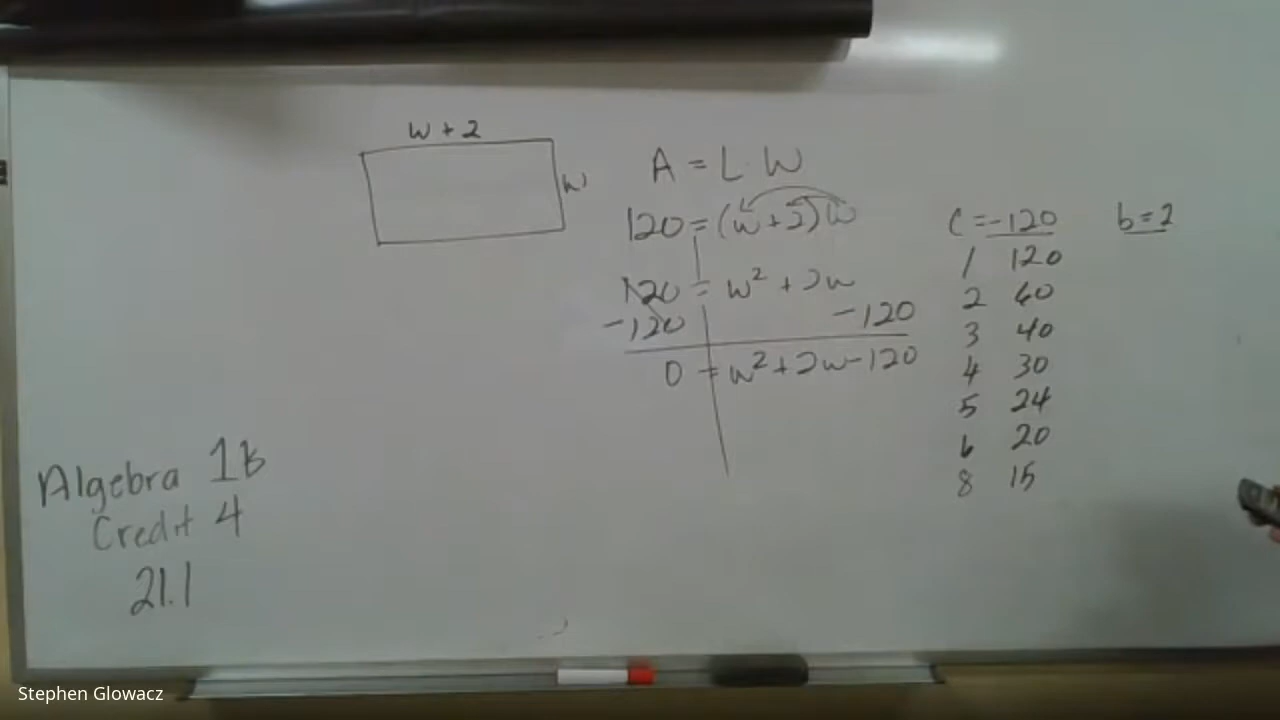 w + 2
w
A = L W
120 = (w+2)w
120 = w² + 2w
-120 -120
0 = w² + 2w - 120
C = -120 b = 2
1 120
2 60
3 40
4 30
5 24
6 20
8 15
Algebra 1B
Credit 4
21.1
Stephen Glowacz